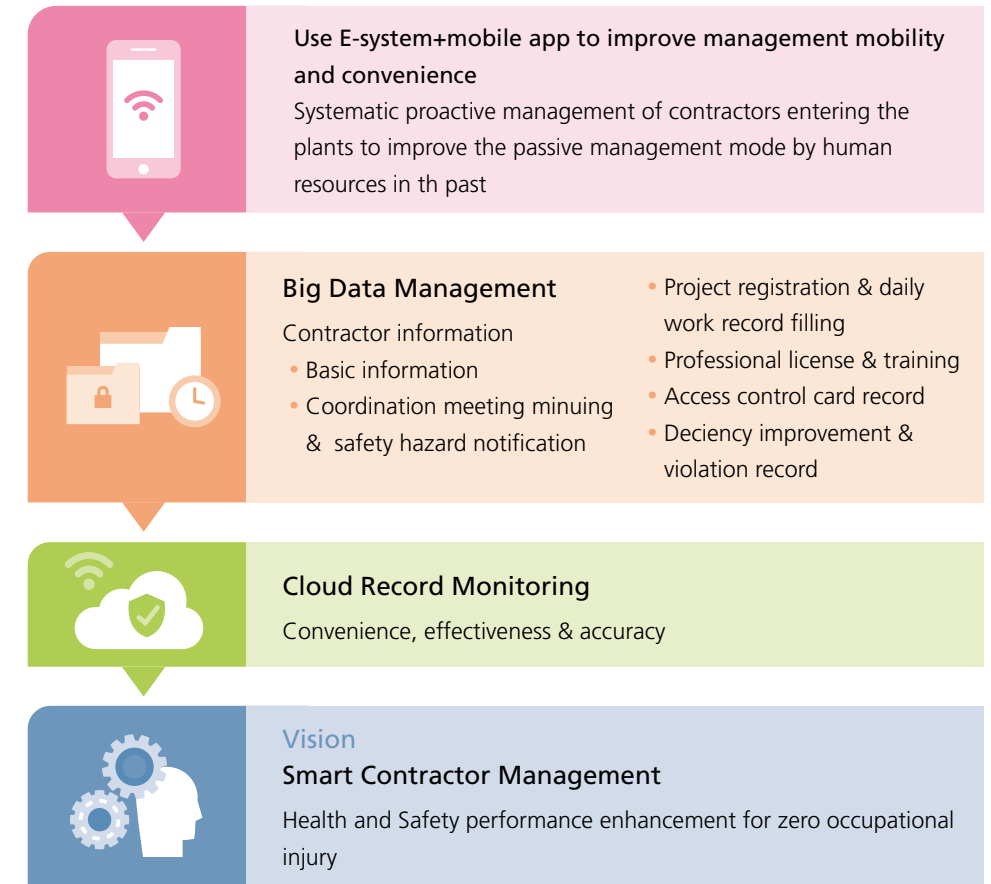 Use E-system+mobile app to improve management mobility
and convenience
Systematic proactive management of contractors entering the
plants to improve the passive management mode by human
resources in th past
Big Data Management
Contractor information
• Basic information
• Coordination meeting minuing
& safety hazard notification
• Project registration & daily
work record filling
• Professional license & training
• Access control card record
• Deciency improvement &
violation record
Cloud Record Monitoring
Convenience, effectiveness & accuracy
Vision
Smart Contractor Management
Health and Safety performance enhancement for zero occupational
injury